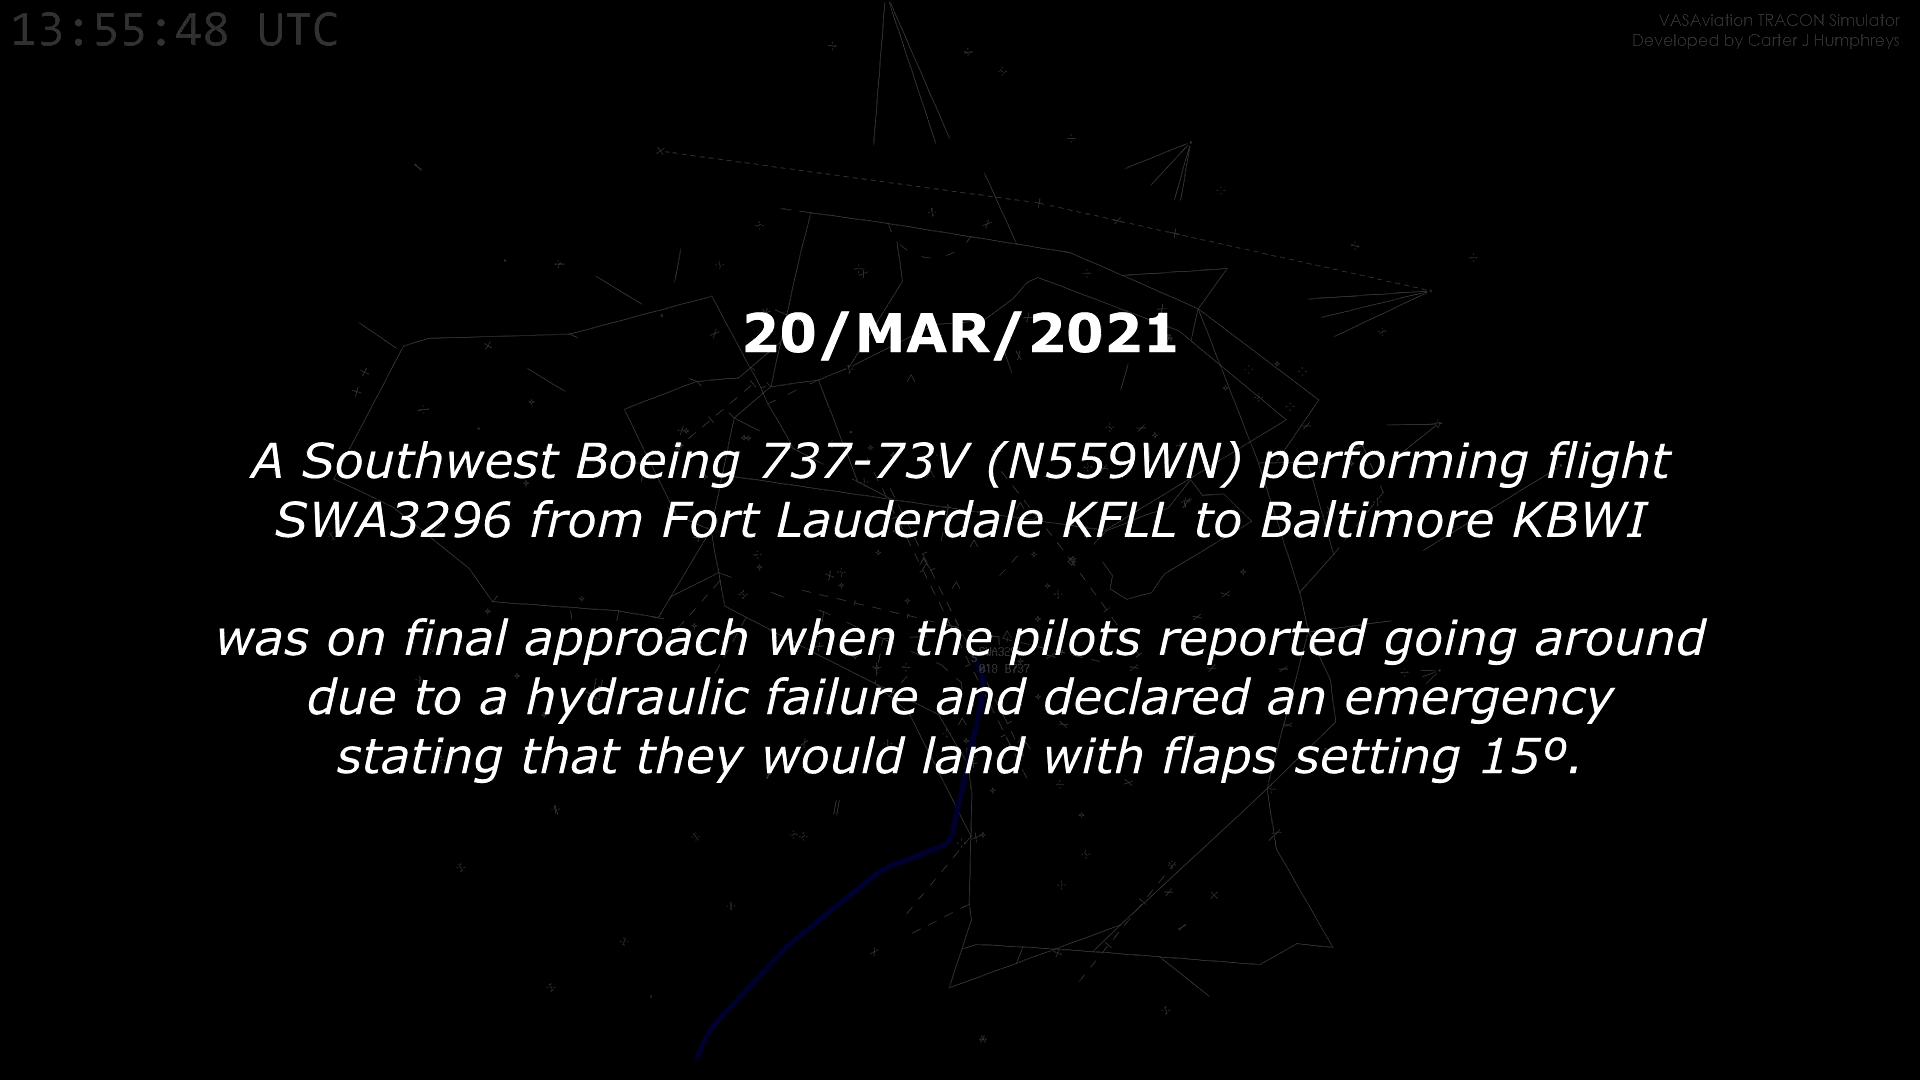 13:55:48 UTC
VASAviation TRACON Simulator
Developed by Carter J Humphreys
20/MAR/2021
A Southwest Boeing 737-73V (N559WN) performing flight
SWA3296 from Fort Lauderdale KFLL to Baltimore KBWI
was on final approach when the pilots reported going around
due to a hydraulic failure and declared an emergency
stating that they would land with flaps setting 15º.
018 B737